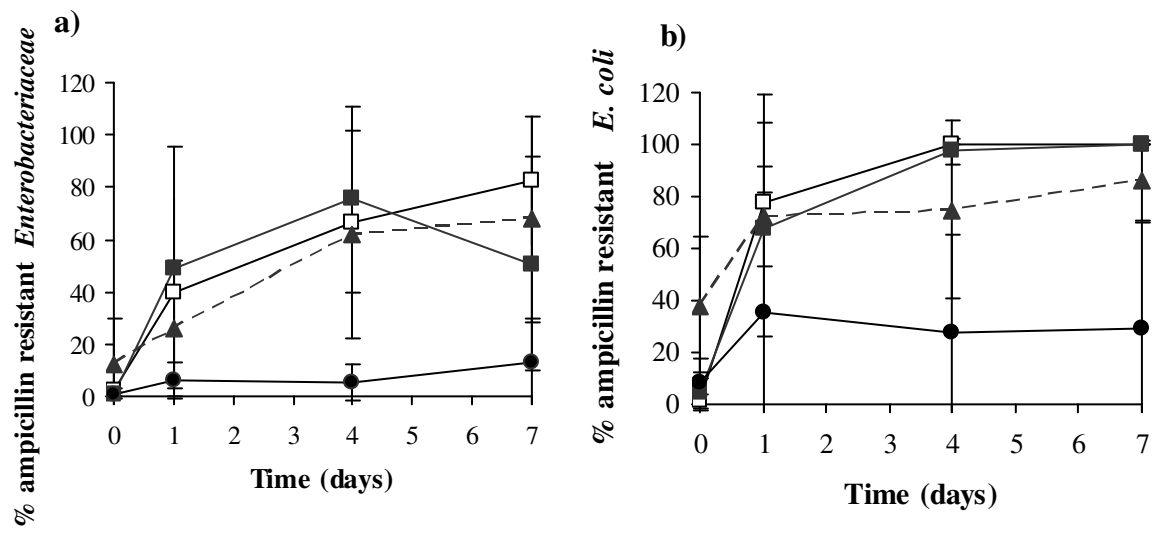 a)
% ampicillin resistant Enterobacteriaceae
120
100
80
60
40
20
0
0 1 2 3 4 5 6 7
Time (days)
b)
% ampicillin resistant E. coli
120
100
80
60
40
20
0
0 1 2 3 4 5 6 7
Time (days)